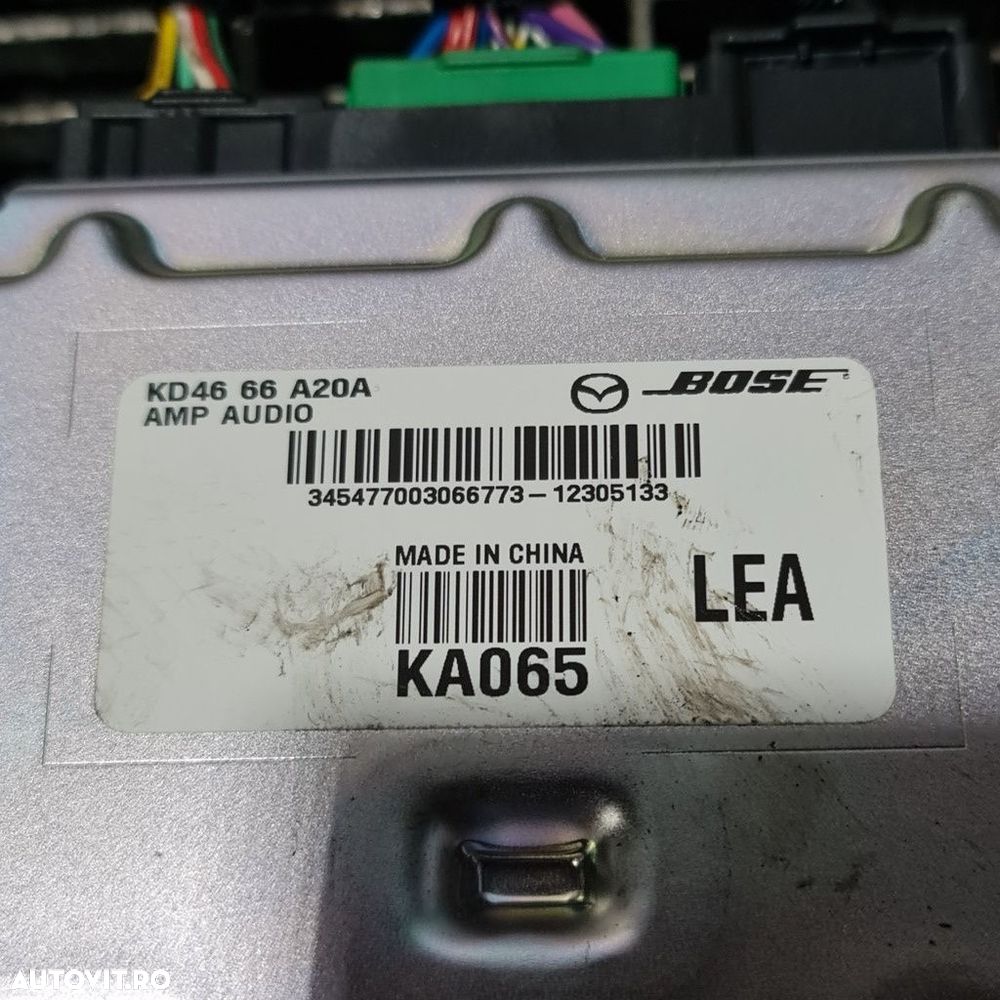 KD46 66 A20A
AMP AUDIO
BOSE
345477003066773-12305133
MADE IN CHINA
KA065
LEA
AUTOVIT.RO